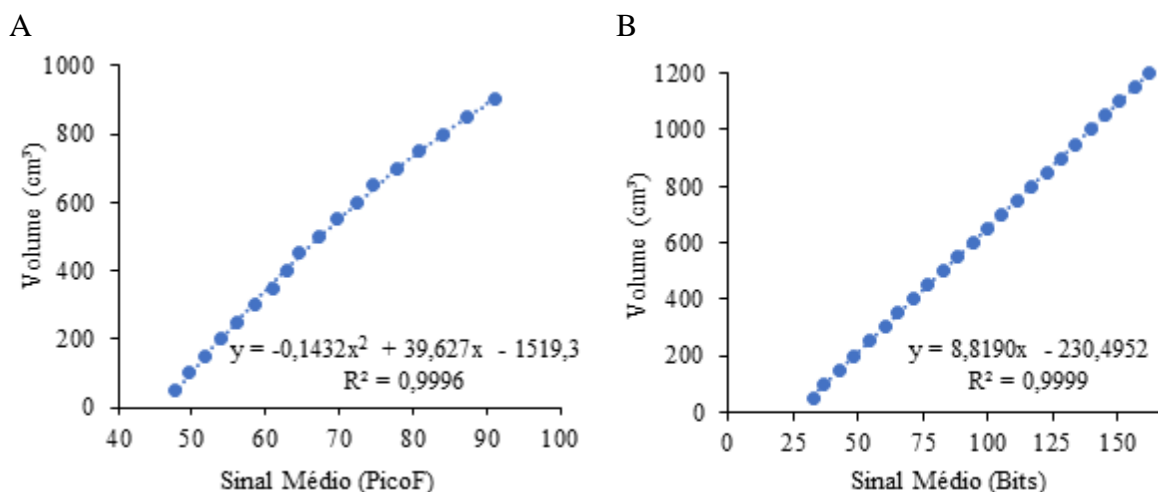 A
Volume (cm³)
1000
800
600
400
200
0
y = -0,1432x² + 39,627x - 1519,3
R² = 0,9996
40 50 60 70 80 90 100
Sinal Médio (PicoF)
B
Volume (cm³)
1200
1000
800
600
400
200
0
y = 8,8190x - 230,4952
R² = 0,9999
0 25 50 75 100 125 150
Sinal Médio (Bits)